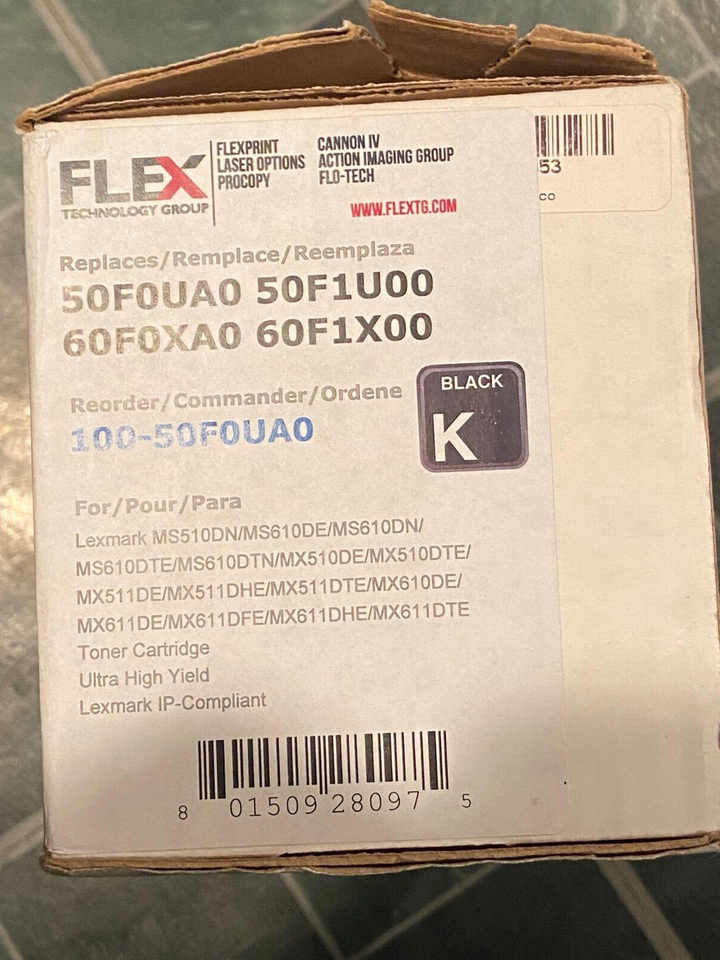 FLEX
TECHNOLOGY GROUP
FLEXPRINT
LASER OPTIONS
PROCOPY
CANNON IV
ACTION IMAGING GROUP
FLO-TECH
WWW.FLEXTG.COM
53
co
Replaces/Remplace/Reemplaza
50F0UA0 50F1U00
60F0XA0 60F1X00
Reorder/Commander/Ordene
100-50F0UA0
BLACK
K
For/Pour/Para
Lexmark MS510DN/MS610DE/MS610DN/
MS610DTE/MS610DTN/MX510DE/MX510DTE/
MX511DE/MX511DHE/MX511DTE/MX610DE/
MX611DE/MX611DFE/MX611DHE/MX611DTE
Toner Cartridge
Ultra High Yield
Lexmark IP-Compliant
8 01509 28097 5